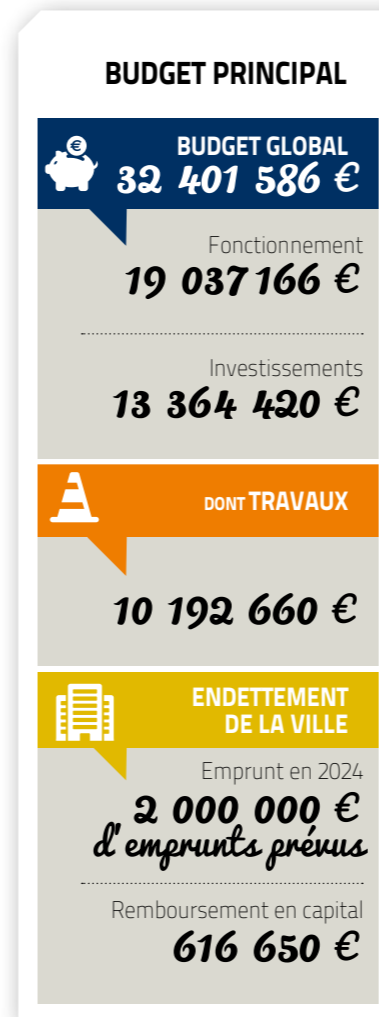 BUDGET PRINCIPAL
€
BUDGET GLOBAL
32 401 586 €
Fonctionnement
19 037 166 €
Investissements
13 364 420 €
DONT TRAVAUX
10 192 660 €
ENDETTEMENT
DE LA VILLE
Emprunt en 2024
2 000 000 €
d'emprunts prévus
Remboursement en capital
616 650 €